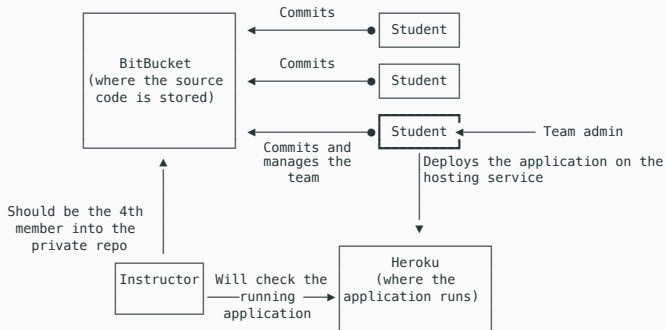 Commits
BitBucket
(where the source
code is stored)
Student
Commits
Student
Student
Team admin
Commits and
manages the
team
Deploys the application on the
hosting service
Should be the 4th
member into the
private repo
Instructor
Will check the
running
application
Heroku
(where the
application runs)